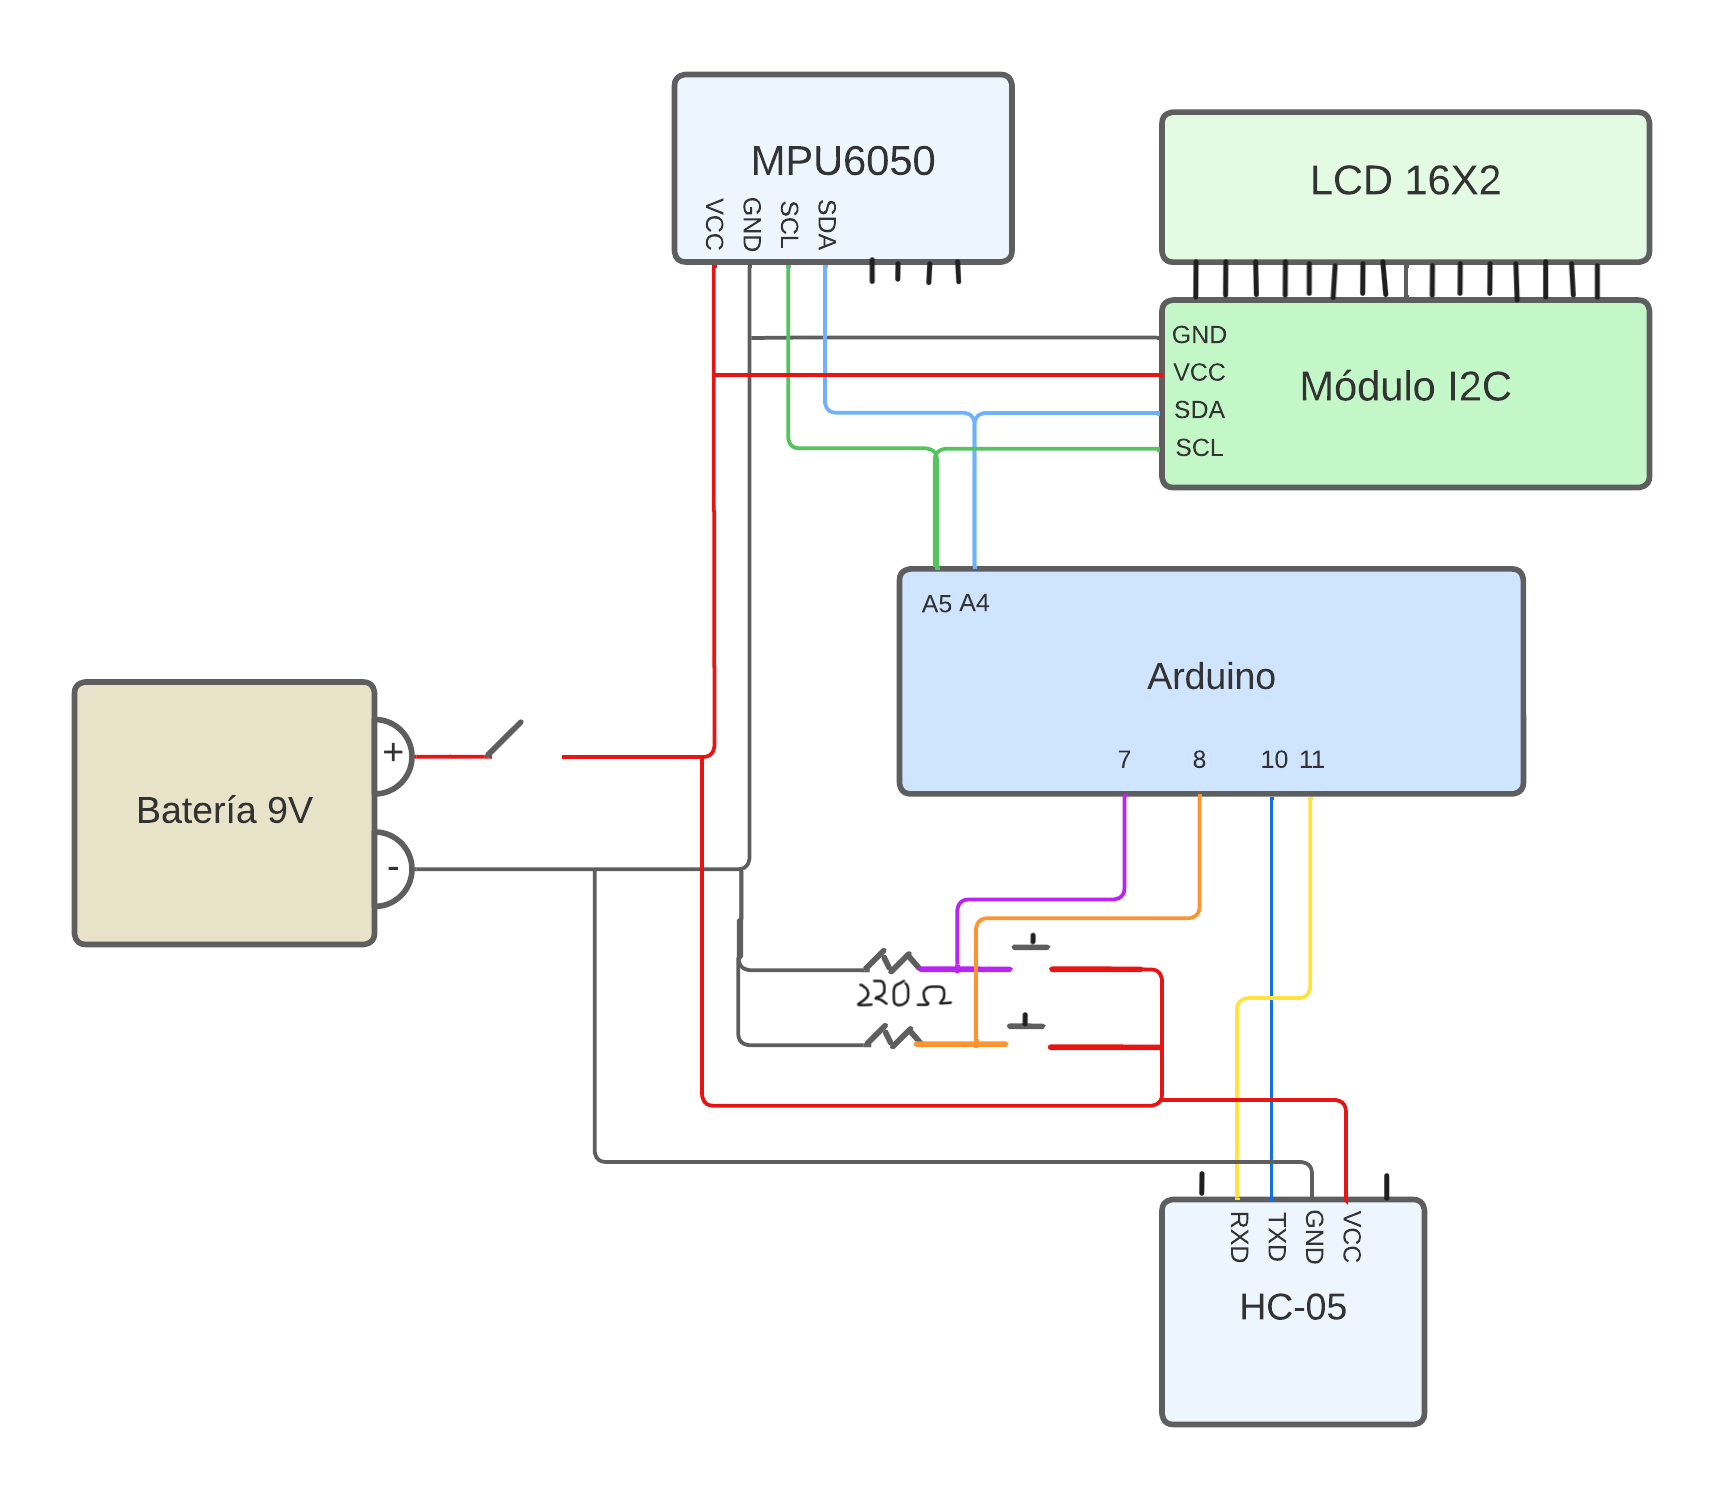 MPU6050
VCC
GND
SCL
SDA
LCD 16X2
GND
VCC
SDA
SCL
Módulo I2C
A5 A4
Arduino
7 8 10 11
+
Batería 9V
-
220 Ω
RXD
TXD
GND
VCC
HC-05